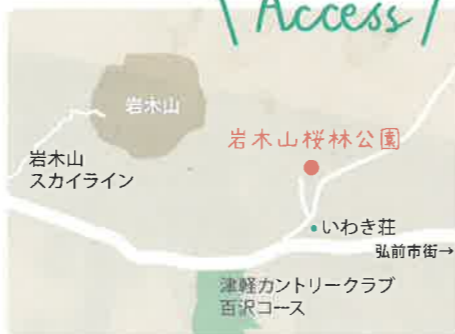 Access
岩木山
岩木山桜林公園
岩木山
スカイライン
いわき荘
弘前市街→
津軽カントリークラブ
百沢コース